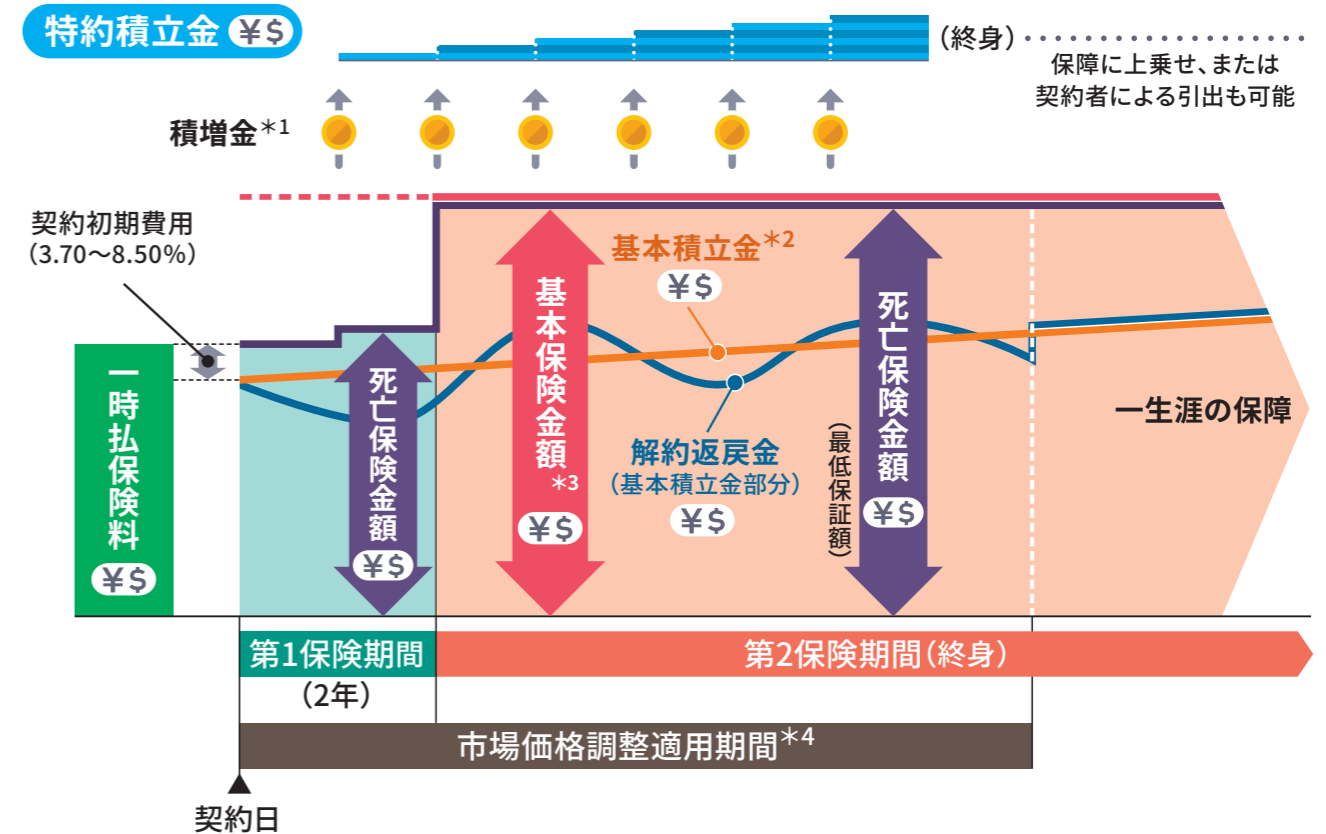 特約積立金 ¥$
(終身)
保障に上乗せ、または
契約者による引出も可能
積増金*1
契約初期費用
(3.70〜8.50%)
一時払保険料
¥$
死亡保険金額
¥$
基本保険金額
*3
¥$
基本積立金*2
¥$
解約返戻金
(基本積立金部分)
¥$
死亡保険金額
(最低保証額)
¥$
一生涯の保障
第1保険期間
(2年)
第2保険期間(終身)
市場価格調整適用期間*4
契約日